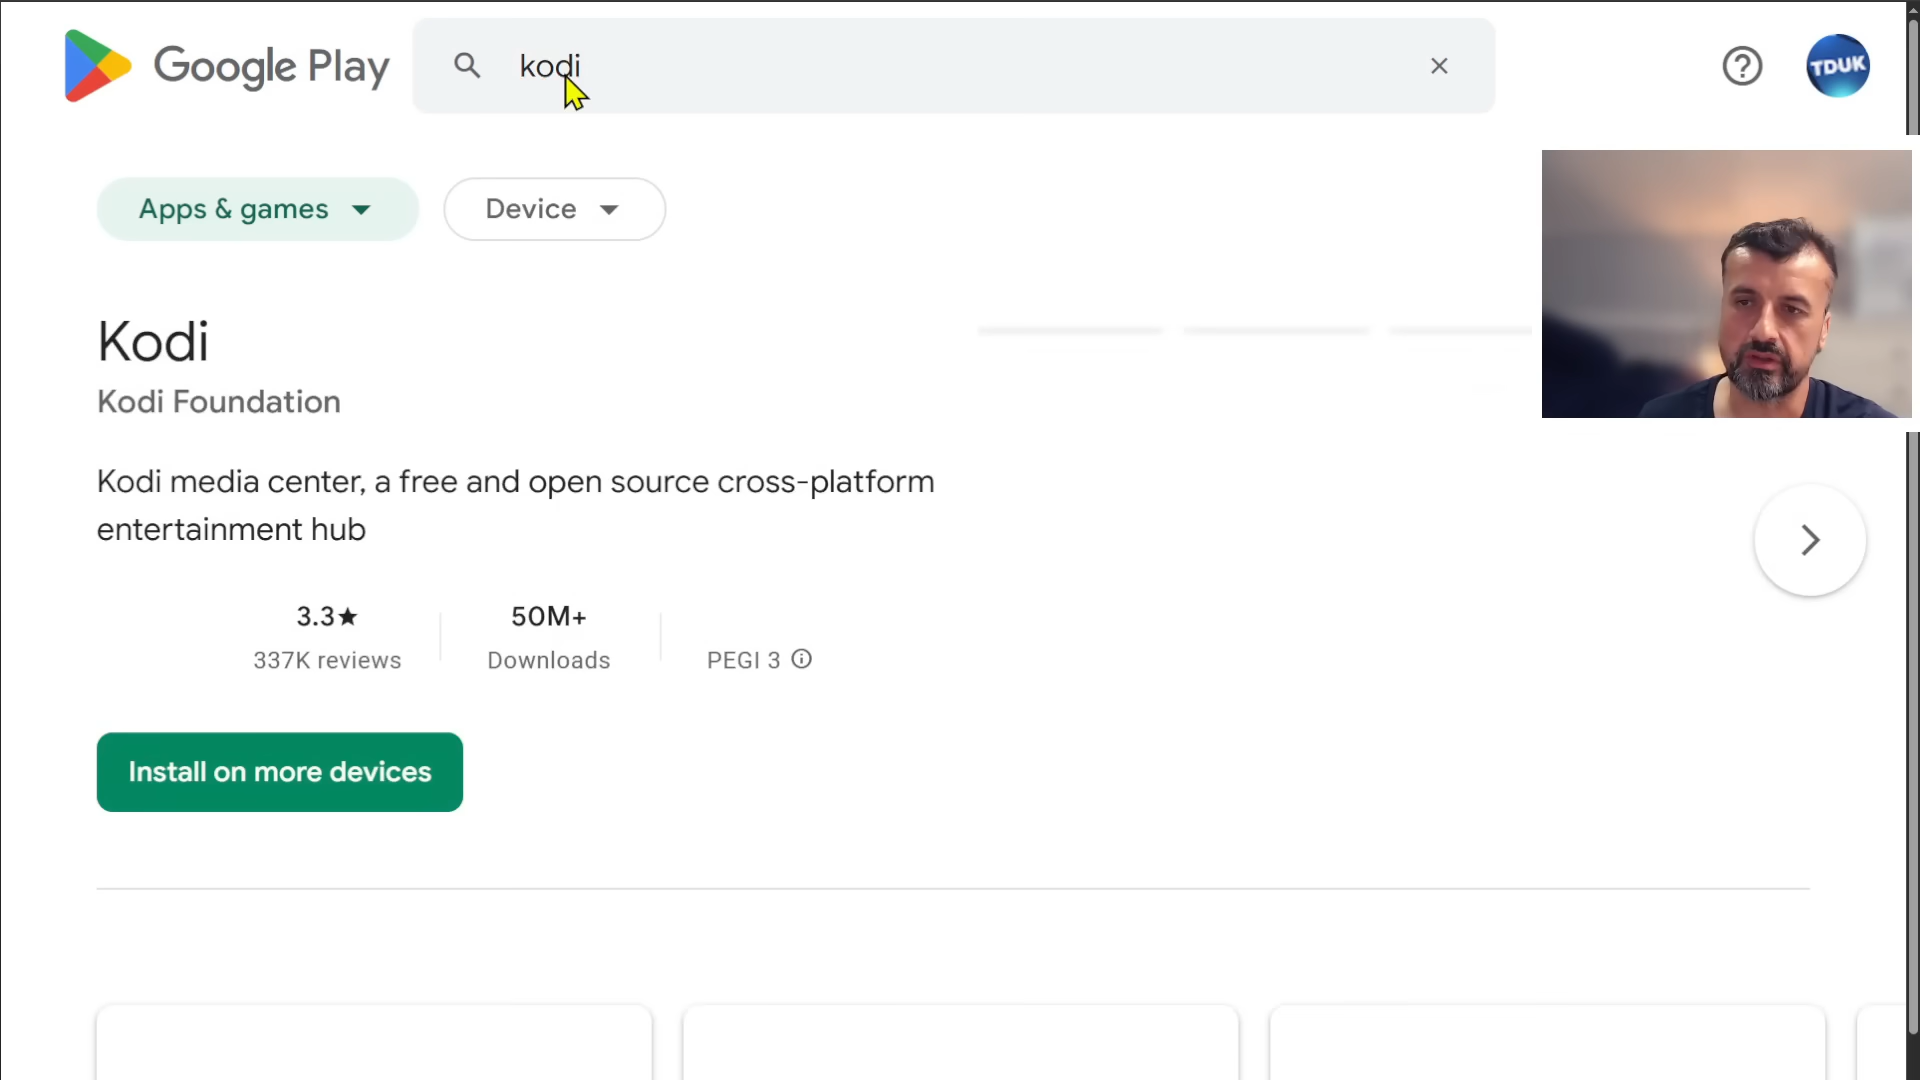 Google Play
kodi
TDUK
Apps & games
Device
Kodi
Kodi Foundation
Kodi media center, a free and open source cross-platform
entertainment hub
3.3★
50M+
337K reviews
Downloads
PEGI 3
Install on more devices